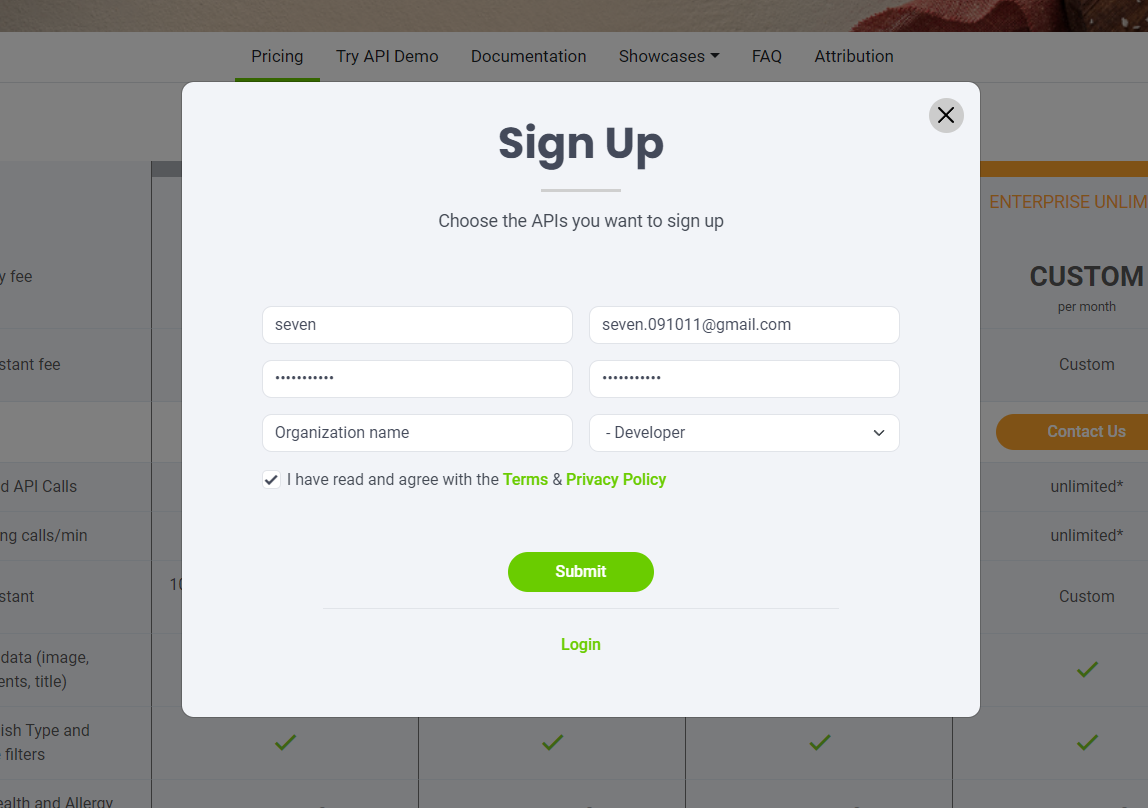 Pricing Try API Demo Documentation Showcases FAQ Attribution
Sign Up
Choose the APIs you want to sign up
seven seven.091011@gmail.com
••••••••••• •••••••••••
Organization name - Developer
I have read and agree with the Terms & Privacy Policy
Submit
Login
ENTERPRISE UNLIM
y fee CUSTOM
per month
stant fee Custom
Contact Us
d API Calls unlimited*
ng calls/min unlimited*
stant 10 Custom
data (image,
ents, title)
ish Type and
filters
ealth and Allergy